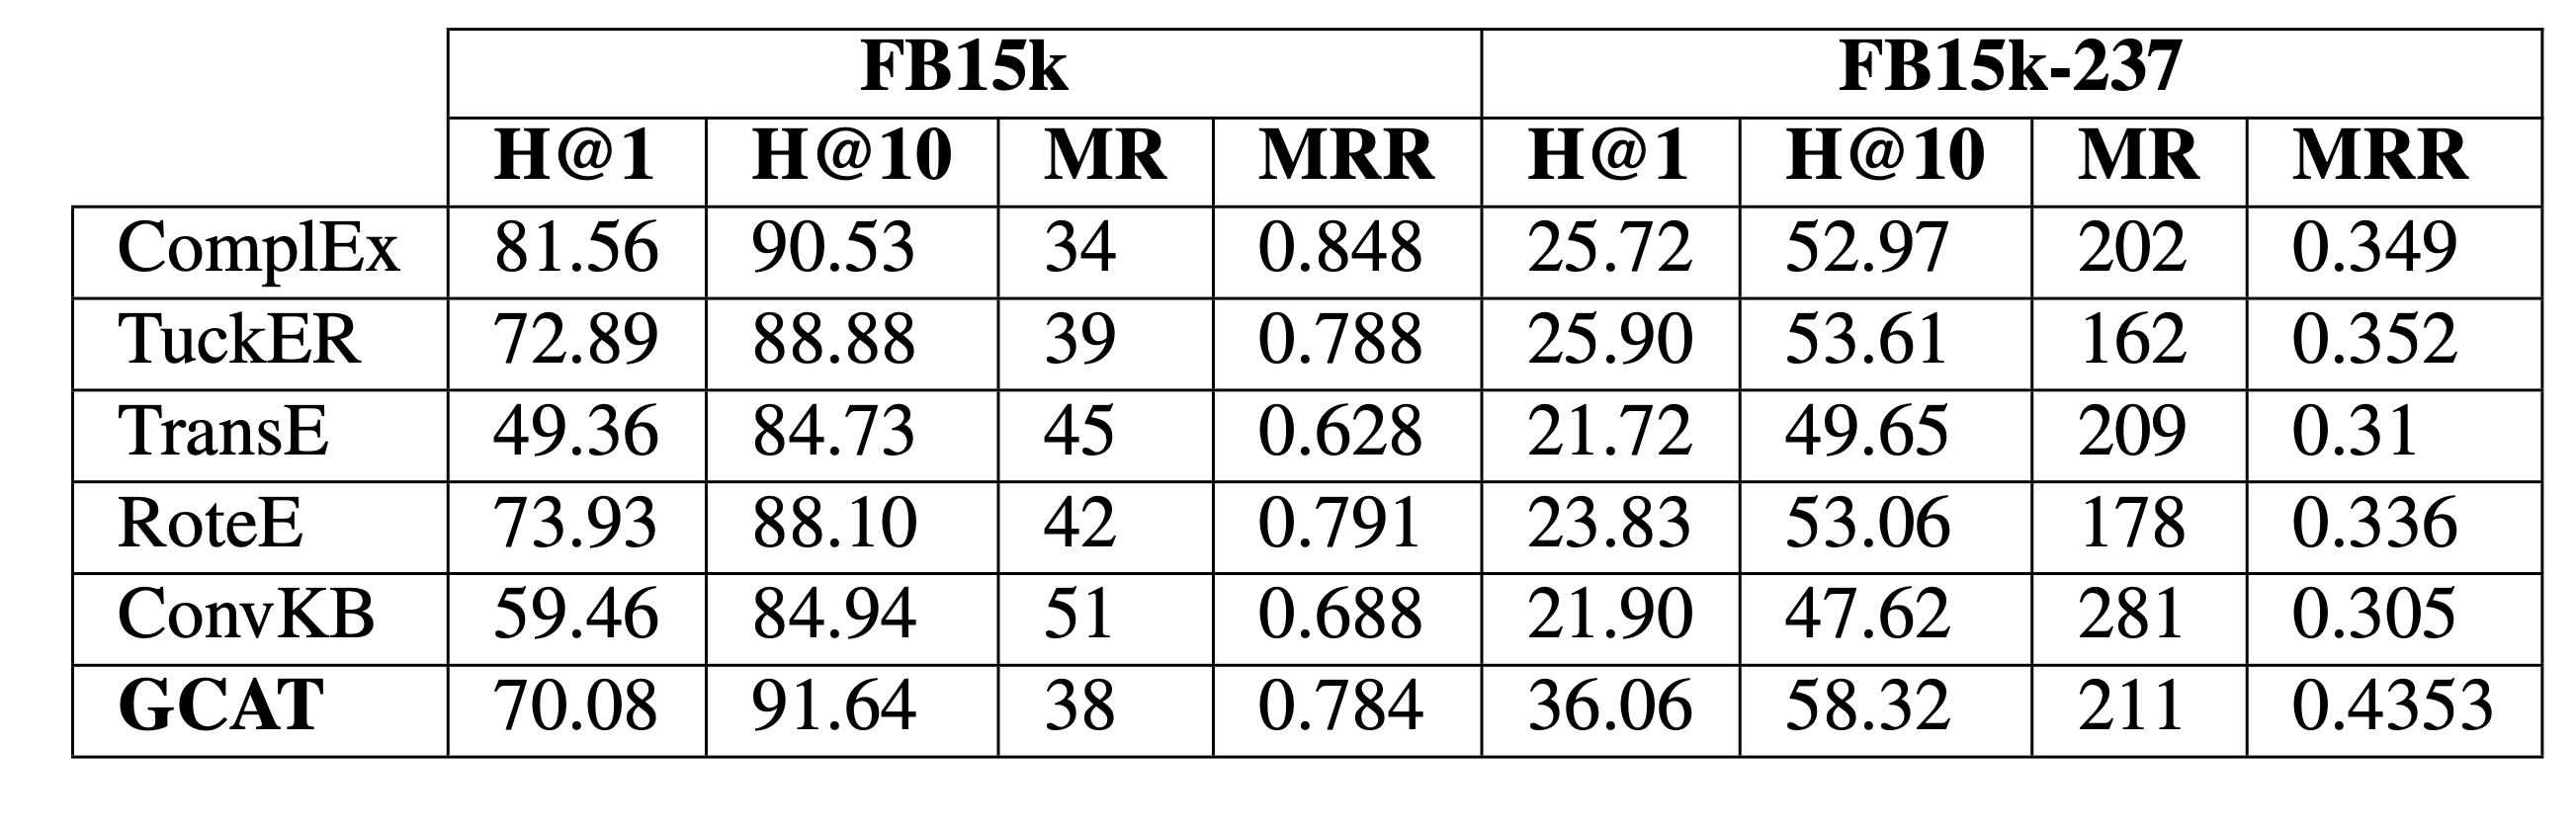 FB15k FB15k-237
H@1 H@10 MR MRR H@1 H@10 MR MRR
ComplEx 81.56 90.53 34 0.848 25.72 52.97 202 0.349
TuckER 72.89 88.88 39 0.788 25.90 53.61 162 0.352
TransE 49.36 84.73 45 0.628 21.72 49.65 209 0.31
RoteE 73.93 88.10 42 0.791 23.83 53.06 178 0.336
ConvKB 59.46 84.94 51 0.688 21.90 47.62 281 0.305
GCAT 70.08 91.64 38 0.784 36.06 58.32 211 0.4353